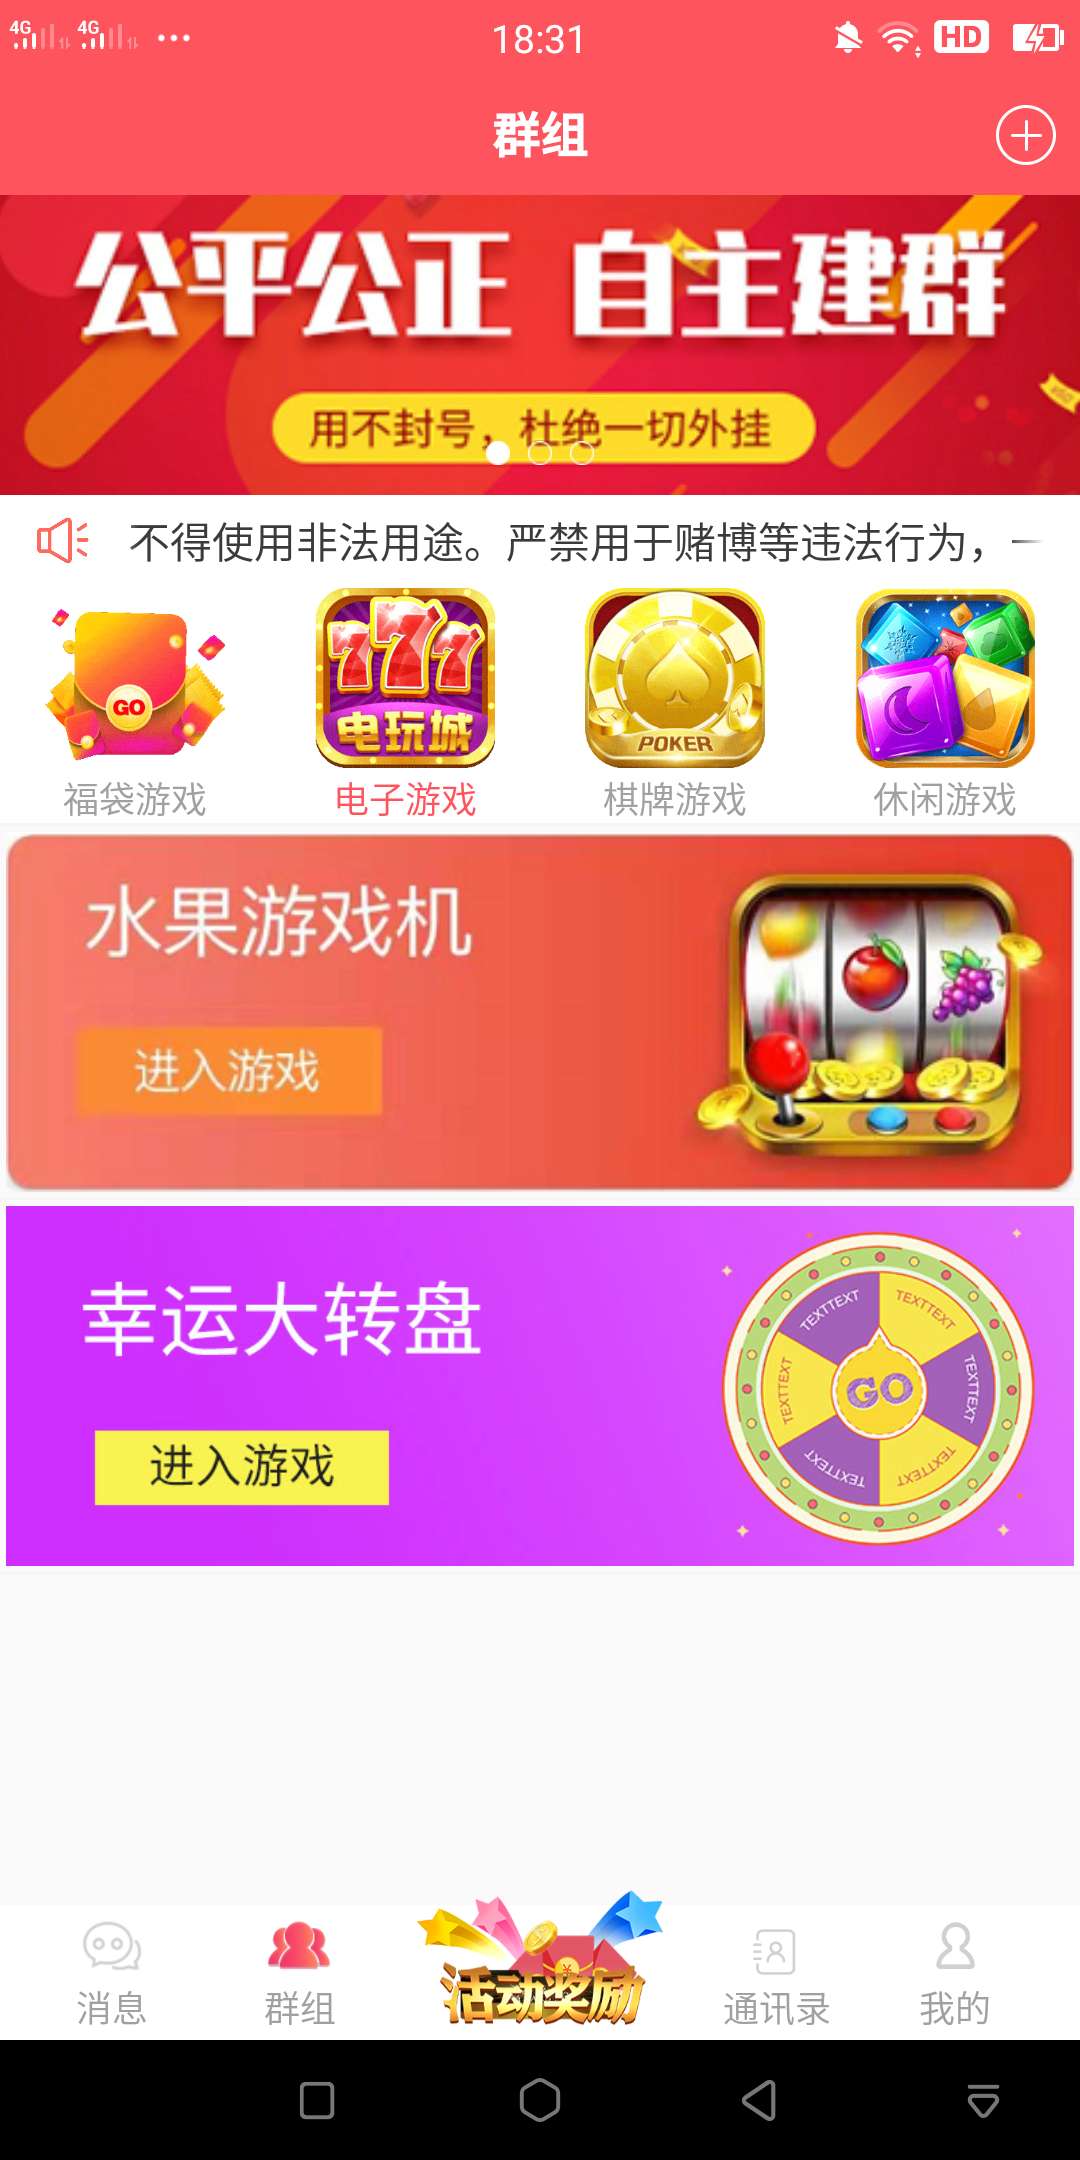 4G 4G 18:31 HD
群组
公平公正 自主建群
用不封号，杜绝一切外挂
不得使用非法用途。严禁用于赌博等违法行为，
GO
777
电玩城
POKER
福袋游戏 电子游戏 棋牌游戏 休闲游戏
水果游戏机
进入游戏
幸运大转盘
进入游戏
TEXTTEXT
TEXTTEXT
TEXTTEXT
TEXTTEXT
TEXTTEXT
TEXTTEXT
GO
活动奖励
消息 群组 通讯录 我的